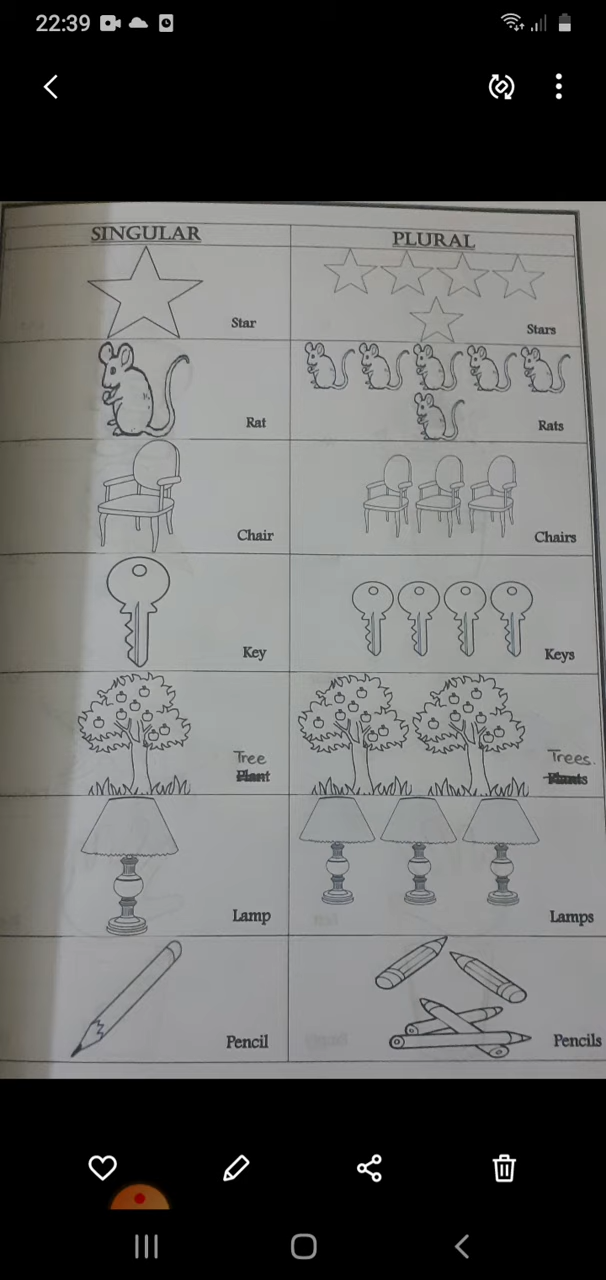 22:39
SINGULAR
PLURAL
Star
Stars
Rat
Rats
Chair
Chairs
Key
Keys
Tree
Plant
Trees.
Plants
Lamp
Lamps
Pencil
Pencils